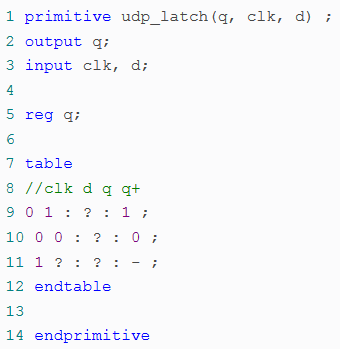 1 primitive udp_latch(q, clk, d) ;
2 output q;
3 input clk, d;
4
5 reg q;
6
7 table
8 //clk d q q+
9 0 1 : ? : 1 ;
10 0 0 : ? : 0 ;
11 1 ? : ? : - ;
12 endtable
13
14 endprimitive